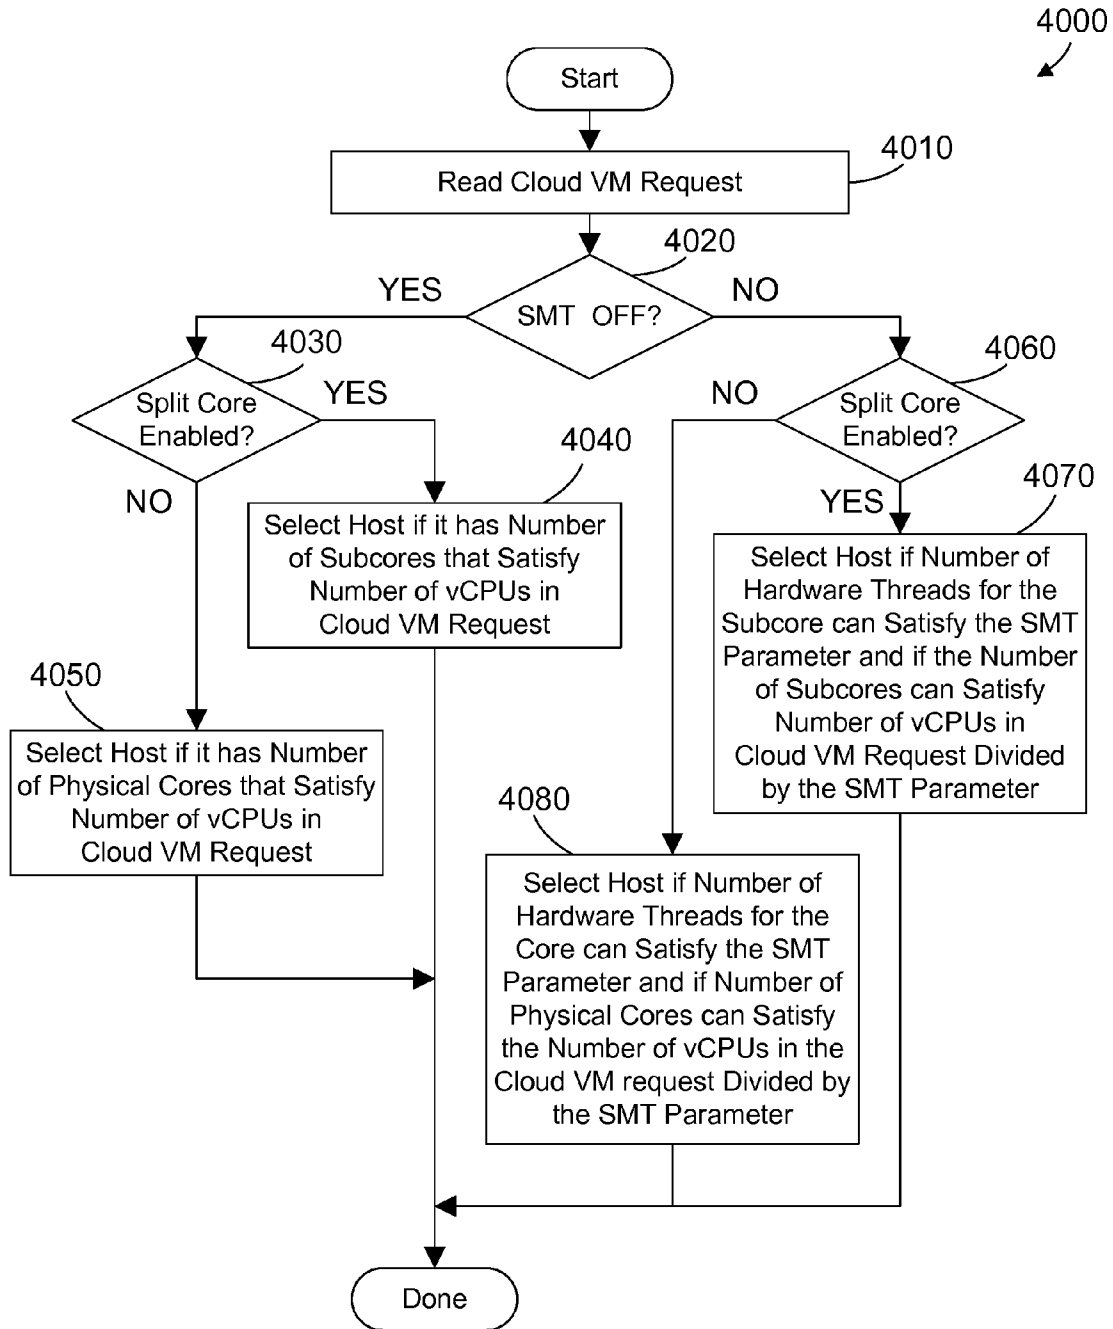 4000
Start
4010
Read Cloud VM Request
4020
YES
NO
SMT OFF?
4030
4060
Split Core
Enabled?
YES
NO
Split Core
Enabled?
4040
NO
4070
YES
Select Host if it has Number
of Subcores that Satisfy
Number of vCPUs in
Cloud VM Request
Select Host if Number of
Hardware Threads for the
Subcore can Satisfy the SMT
Parameter and if the Number
of Subcores can Satisfy
Number of vCPUs in
Cloud VM Request Divided
by the SMT Parameter
4050
Select Host if it has Number
of Physical Cores that Satisfy
Number of vCPUs in
Cloud VM Request
4080
Select Host if Number of
Hardware Threads for the
Core can Satisfy the SMT
Parameter and if Number of
Physical Cores can Satisfy
the Number of vCPUs in the
Cloud VM request Divided by
the SMT Parameter
Done